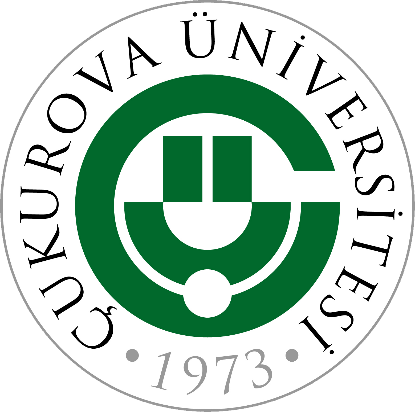 ÇUKUROVA ÜNİVERSİTESİ
• 1973 •